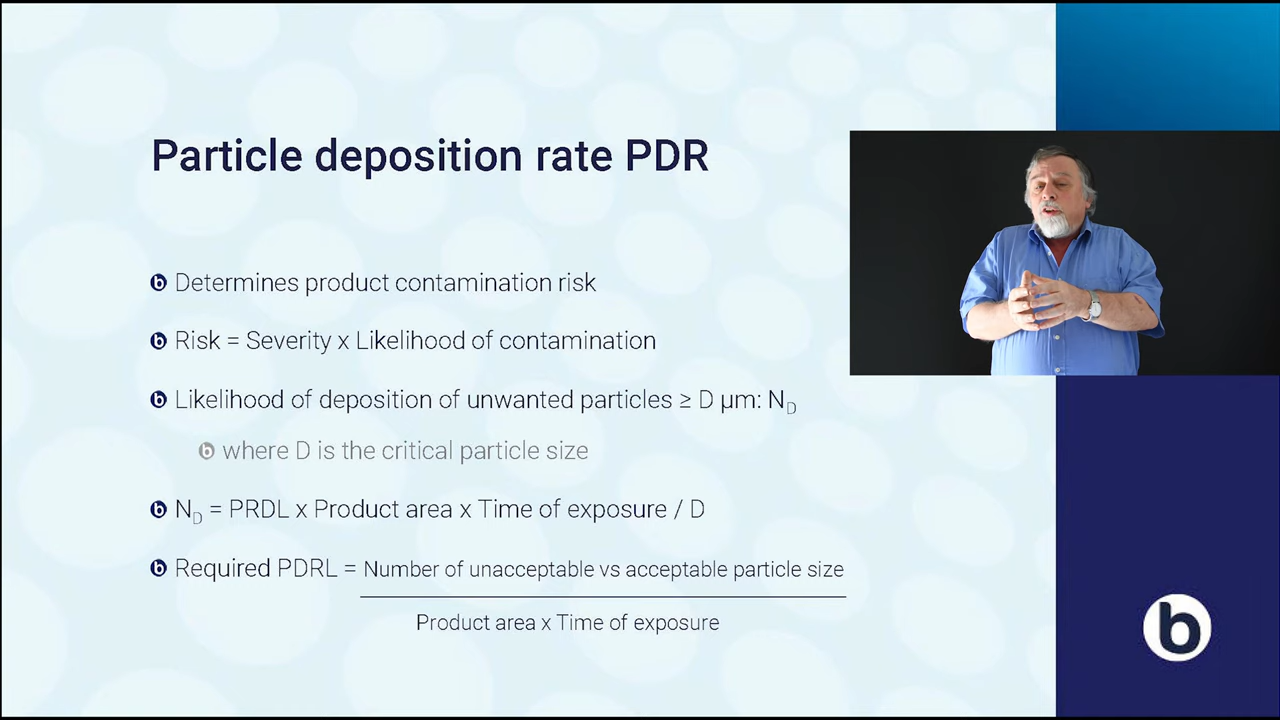 Particle deposition rate PDR
Determines product contamination risk
Risk = Severity x Likelihood of contamination
Likelihood of deposition of unwanted particles ≥ D µm: N_D
where D is the critical particle size
N_D = PRDL x Product area x Time of exposure / D
Required PDRL = Number of unacceptable vs acceptable particle size
Product area x Time of exposure
b